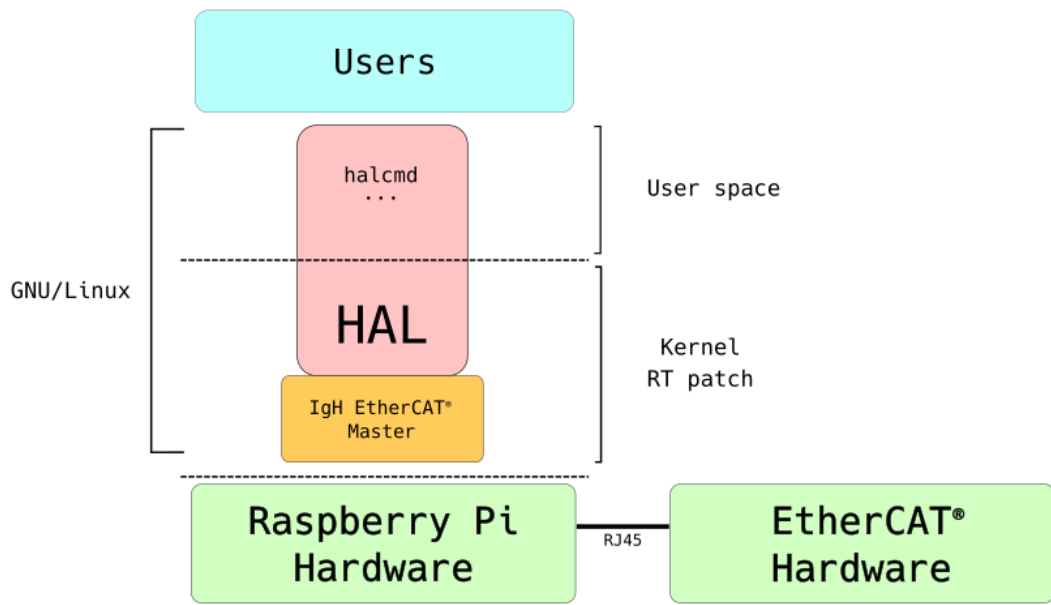 Users
halcmd
...
User space
GNU/Linux
HAL
Kernel
RT patch
IgH EtherCAT®
Master
Raspberry Pi
Hardware
RJ45
EtherCAT®
Hardware